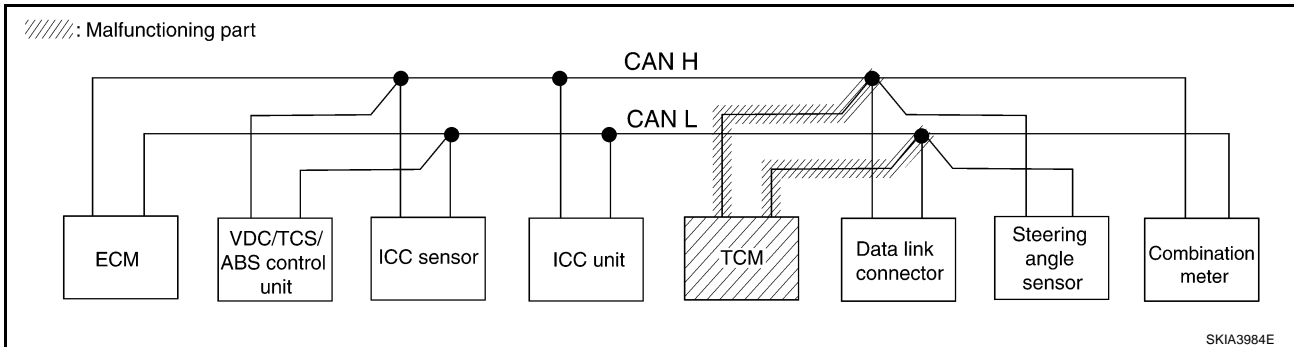 : Malfunctioning part
CAN H
CAN L
ECM
VDC/TCS/
ABS control
unit
ICC sensor
ICC unit
TCM
Data link
connector
Steering
angle
sensor
Combination
meter
SKIA3984E